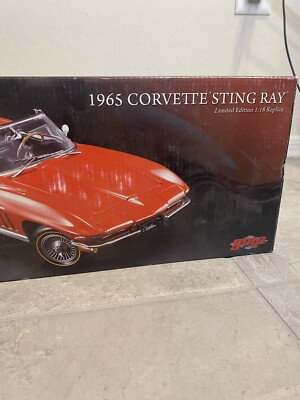 1965 CORVETTE STING RAY
Limited Edition 1:18 Replica
gmp